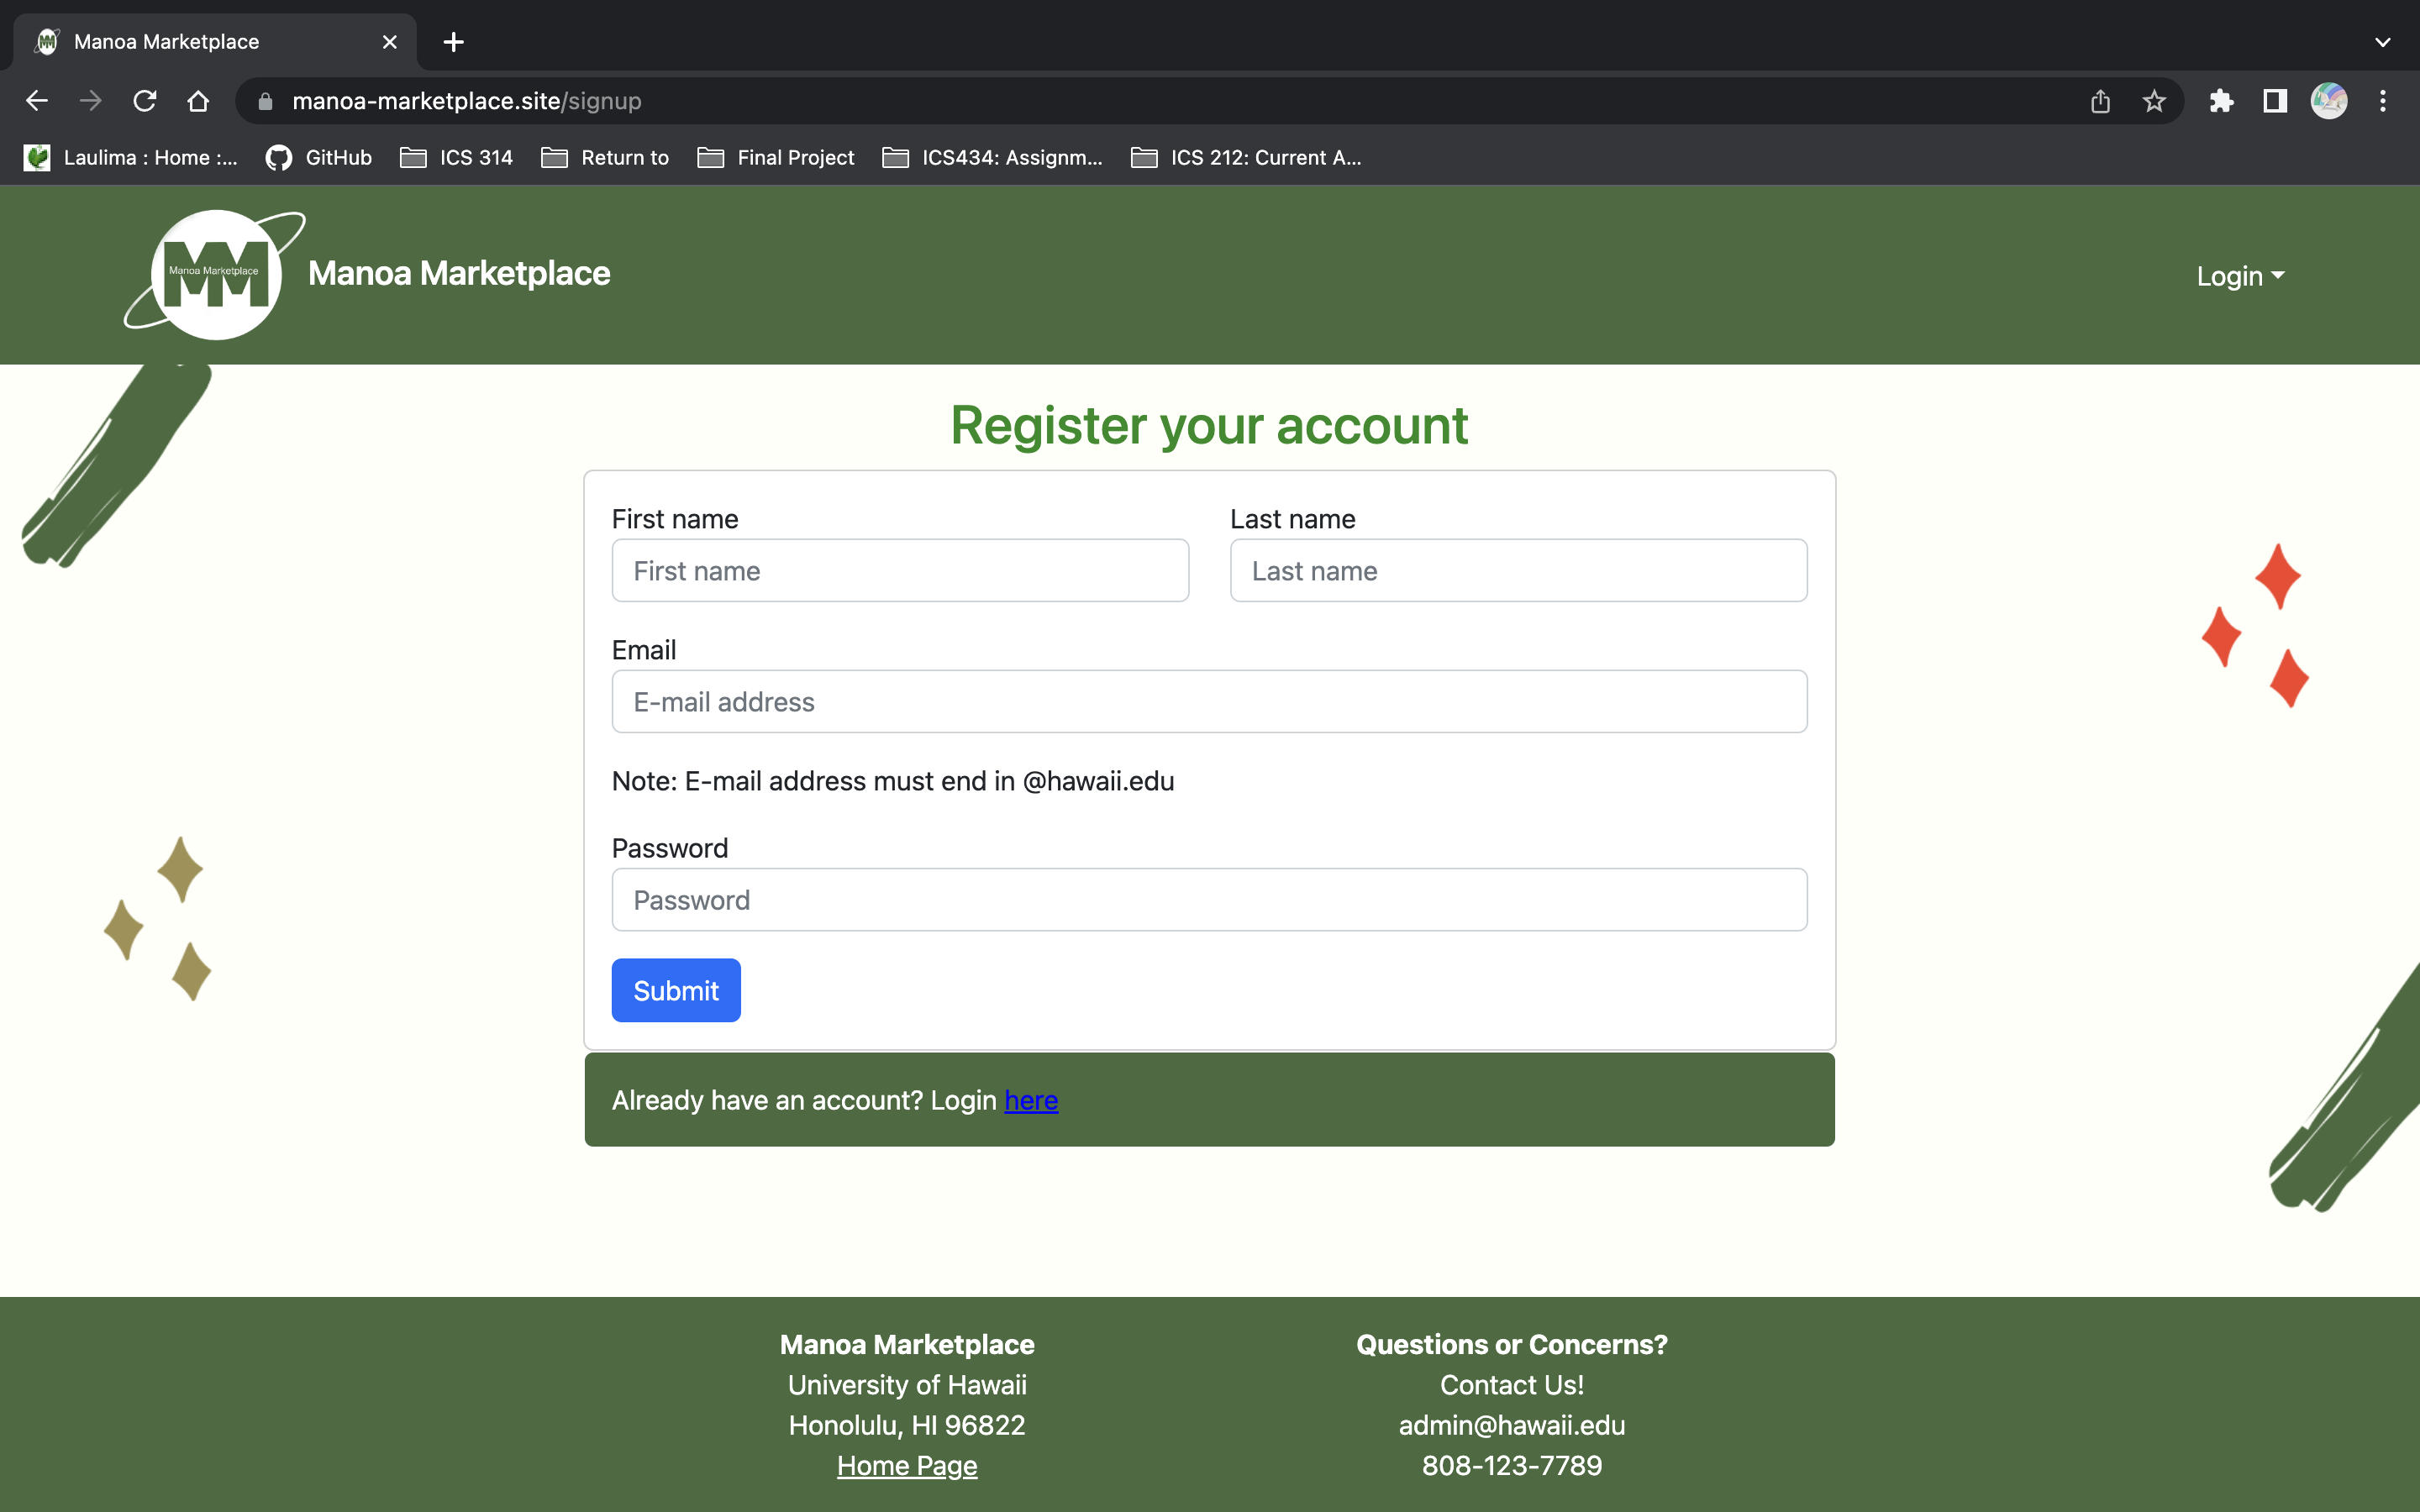 Manoa Marketplace
manoa-marketplace.site/signup
Laulima : Home :... GitHub ICS 314 Return to Final Project ICS434: Assignm... ICS 212: Current A...
MM
Manoa Marketplace
Manoa Marketplace
Login
Register your account
First name Last name
First name Last name
Email
E-mail address
Note: E-mail address must end in @hawaii.edu
Password
Password
Submit
Already have an account? Login here
Manoa Marketplace
University of Hawaii
Honolulu, HI 96822
Home Page
Questions or Concerns?
Contact Us!
admin@hawaii.edu
808-123-7789